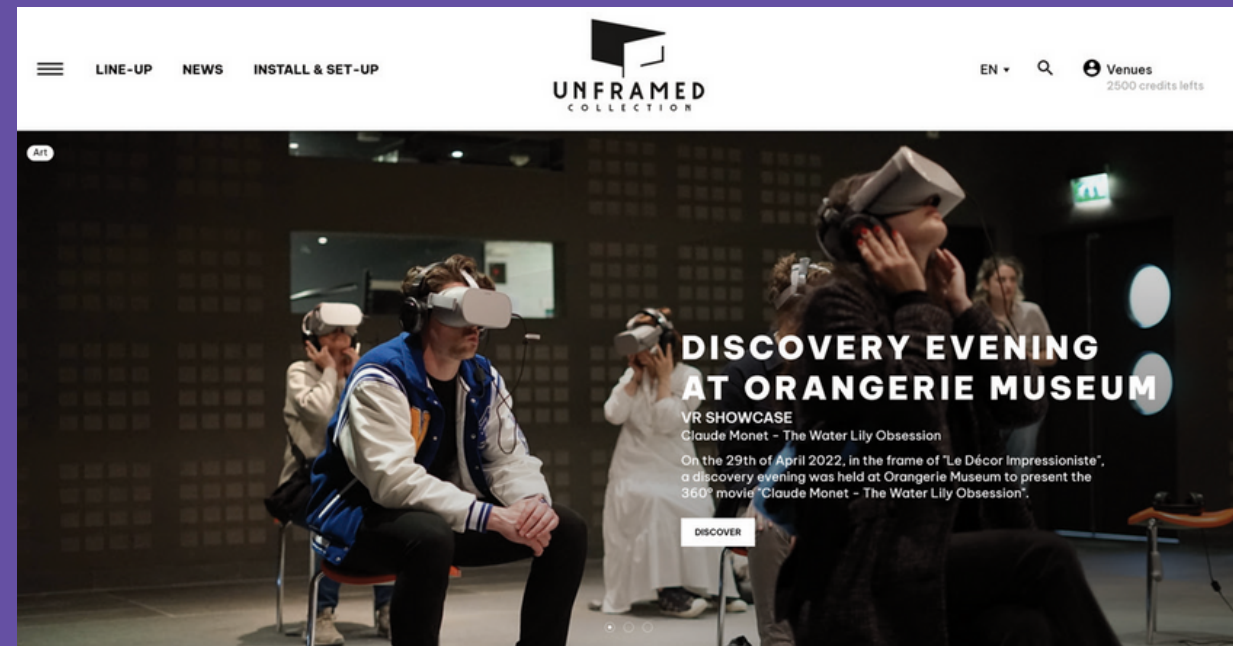 LINE-UP NEWS INSTALL & SET-UP
UNFRAMED
COLLECTION
EN
Venues
2500 credits lefts
Art
DISCOVERY EVENING
AT ORANGERIE MUSEUM
VR SHOWCASE
Claude Monet - The Water Lily Obsession
On the 29th of April 2022, in the frame of "Le Décor Impressioniste",
a discovery evening was held at Orangerie Museum to present the
360° movie "Claude Monet - The Water Lily Obsession".
DISCOVER